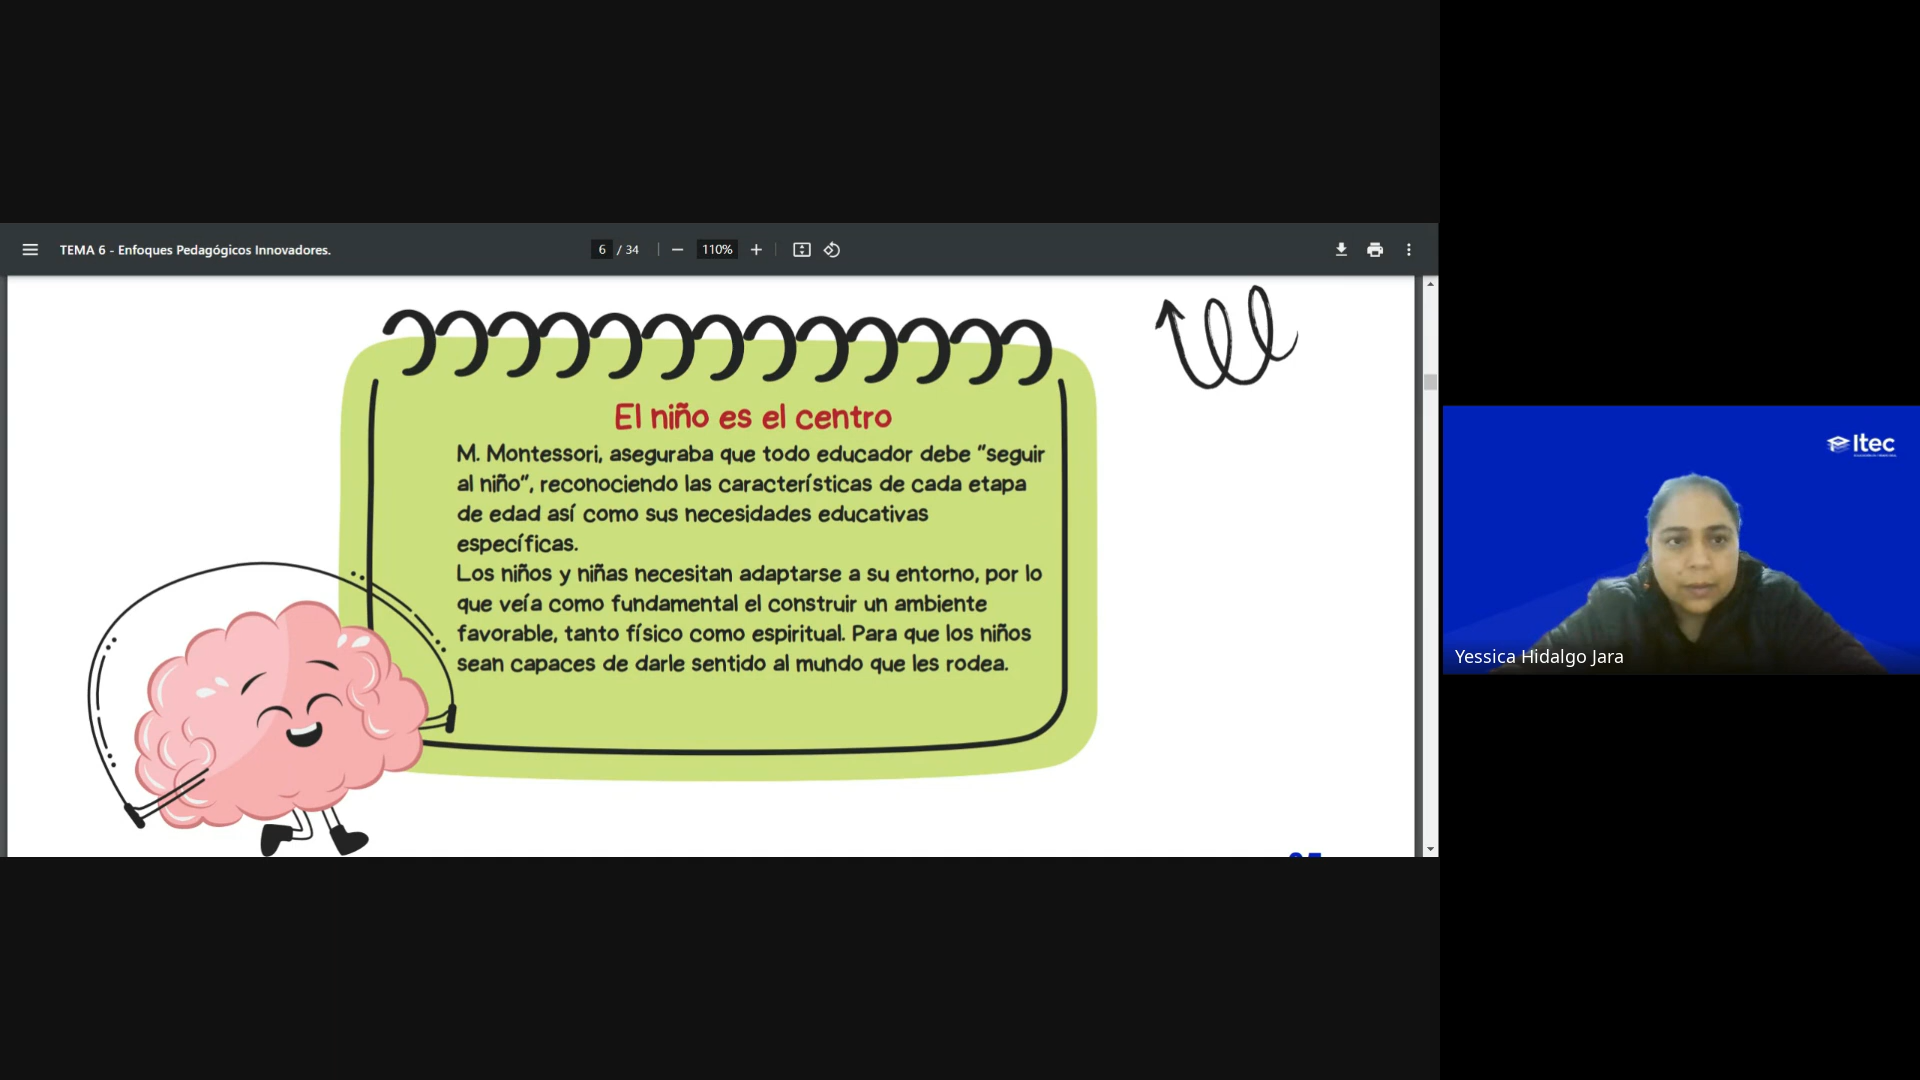 TEMA 6 - Enfoques Pedagógicos Innovadores.
6 / 34
110%
El niño es el centro
M. Montessori, aseguraba que todo educador debe “seguir
al niño”, reconociendo las características de cada etapa
de edad así como sus necesidades educativas
específicas.
Los niños y niñas necesitan adaptarse a su entorno, por lo
que veía como fundamental el construir un ambiente
favorable, tanto físico como espiritual. Para que los niños
sean capaces de darle sentido al mundo que les rodea.
Itec
Yessica Hidalgo Jara